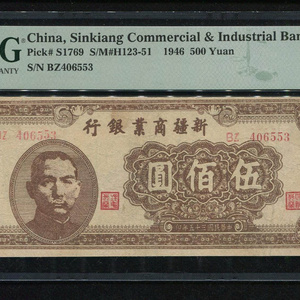 G China, Sinkiang Commercial & Industrial Ban
RANTY Pick# S1769 S/M#H123-51 1946 500 Yuan
S/N BZ406553
行銀業商疆新
BZ 406553 BZ 406553
圓佰伍